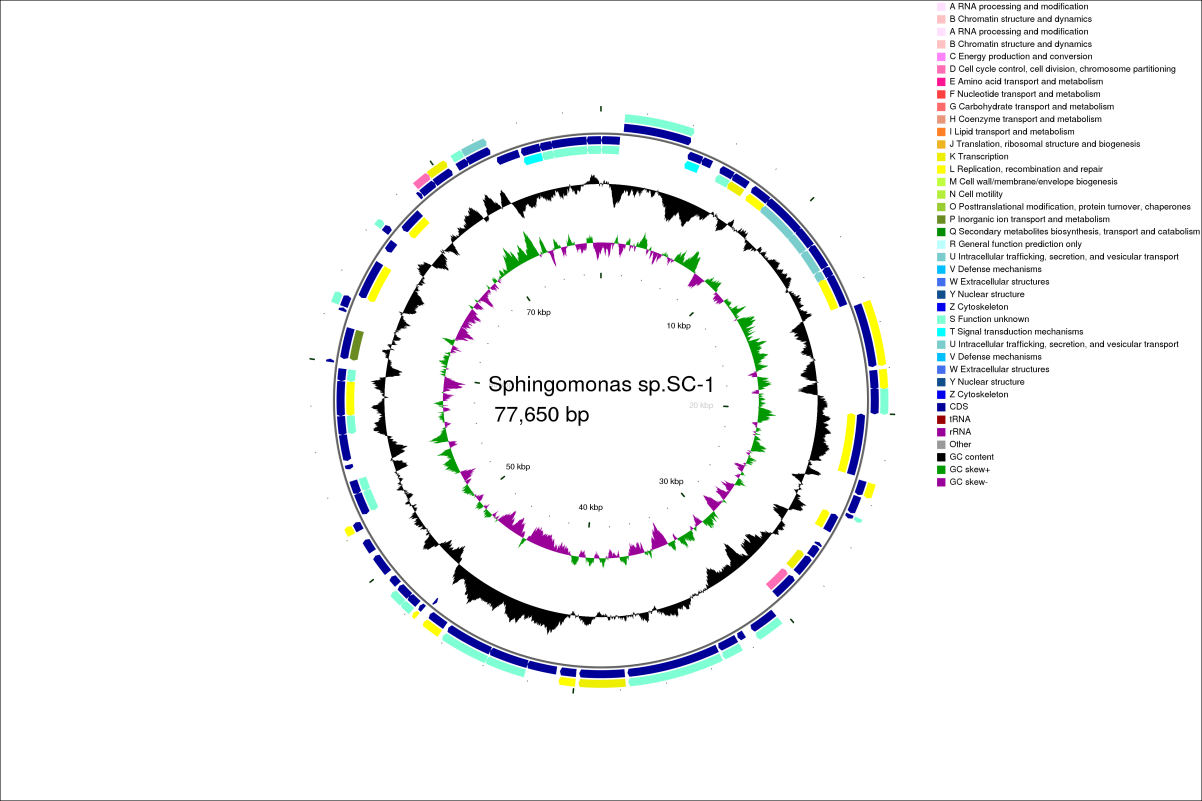 A RNA processing and modification
B Chromatin structure and dynamics
A RNA processing and modification
B Chromatin structure and dynamics
C Energy production and conversion
D Cell cycle control, cell division, chromosome partitioning
E Amino acid transport and metabolism
F Nucleotide transport and metabolism
G Carbohydrate transport and metabolism
H Coenzyme transport and metabolism
I Lipid transport and metabolism
J Translation, ribosomal structure and biogenesis
K Transcription
L Replication, recombination and repair
M Cell wall/membrane/envelope biogenesis
N Cell motility
O Posttranslational modification, protein turnover, chaperones
P Inorganic ion transport and metabolism
Q Secondary metabolites biosynthesis, transport and catabolism
R General function prediction only
U Intracellular trafficking, secretion, and vesicular transport
V Defense mechanisms
W Extracellular structures
Y Nuclear structure
Z Cytoskeleton
S Function unknown
T Signal transduction mechanisms
U Intracellular trafficking, secretion, and vesicular transport
V Defense mechanisms
W Extracellular structures
Y Nuclear structure
Z Cytoskeleton
CDS
tRNA
rRNA
Other
GC content
GC skew+
GC skew-
70 kbp
10 kbp
Sphingomonas sp.SC-1
77,650 bp
20 kbp
50 kbp
30 kbp
40 kbp